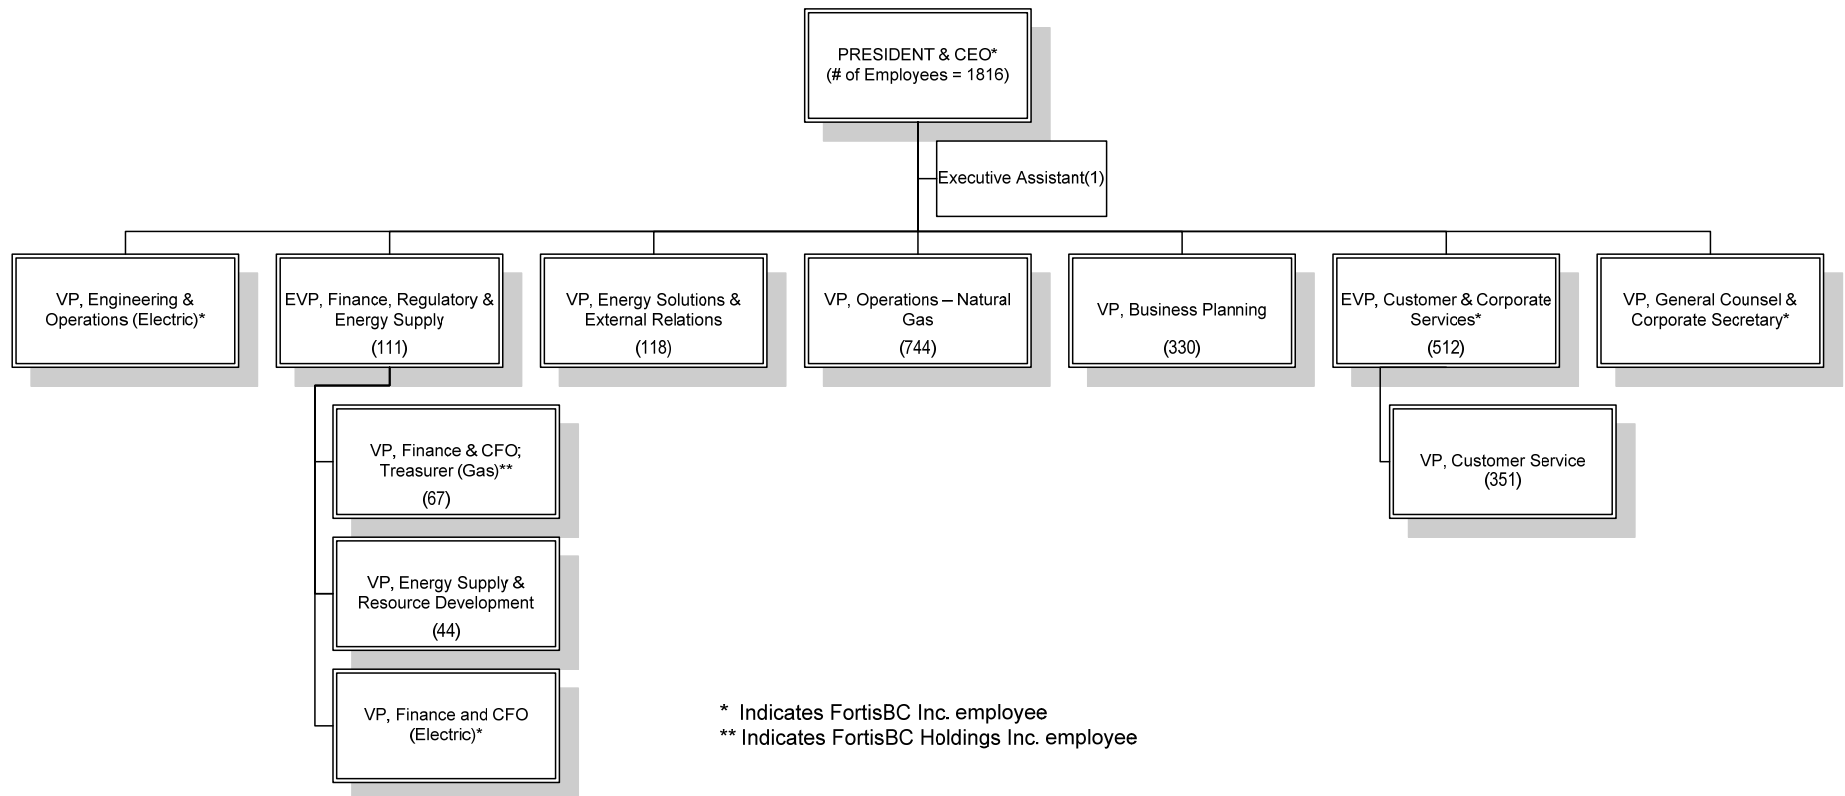 PRESIDENT & CEO*
(# of Employees = 1816)
Executive Assistant(1)
VP, Engineering &
Operations (Electric)*
EVP, Finance, Regulatory &
Energy Supply
(111)
VP, Energy Solutions &
External Relations
(118)
VP, Operations – Natural
Gas
(744)
VP, Business Planning
(330)
EVP, Customer & Corporate
Services*
(512)
VP, General Counsel &
Corporate Secretary*
VP, Finance & CFO;
Treasurer (Gas)**
(67)
VP, Customer Service
(351)
VP, Energy Supply &
Resource Development
(44)
VP, Finance and CFO
(Electric)*
* Indicates FortisBC Inc. employee
** Indicates FortisBC Holdings Inc. employee